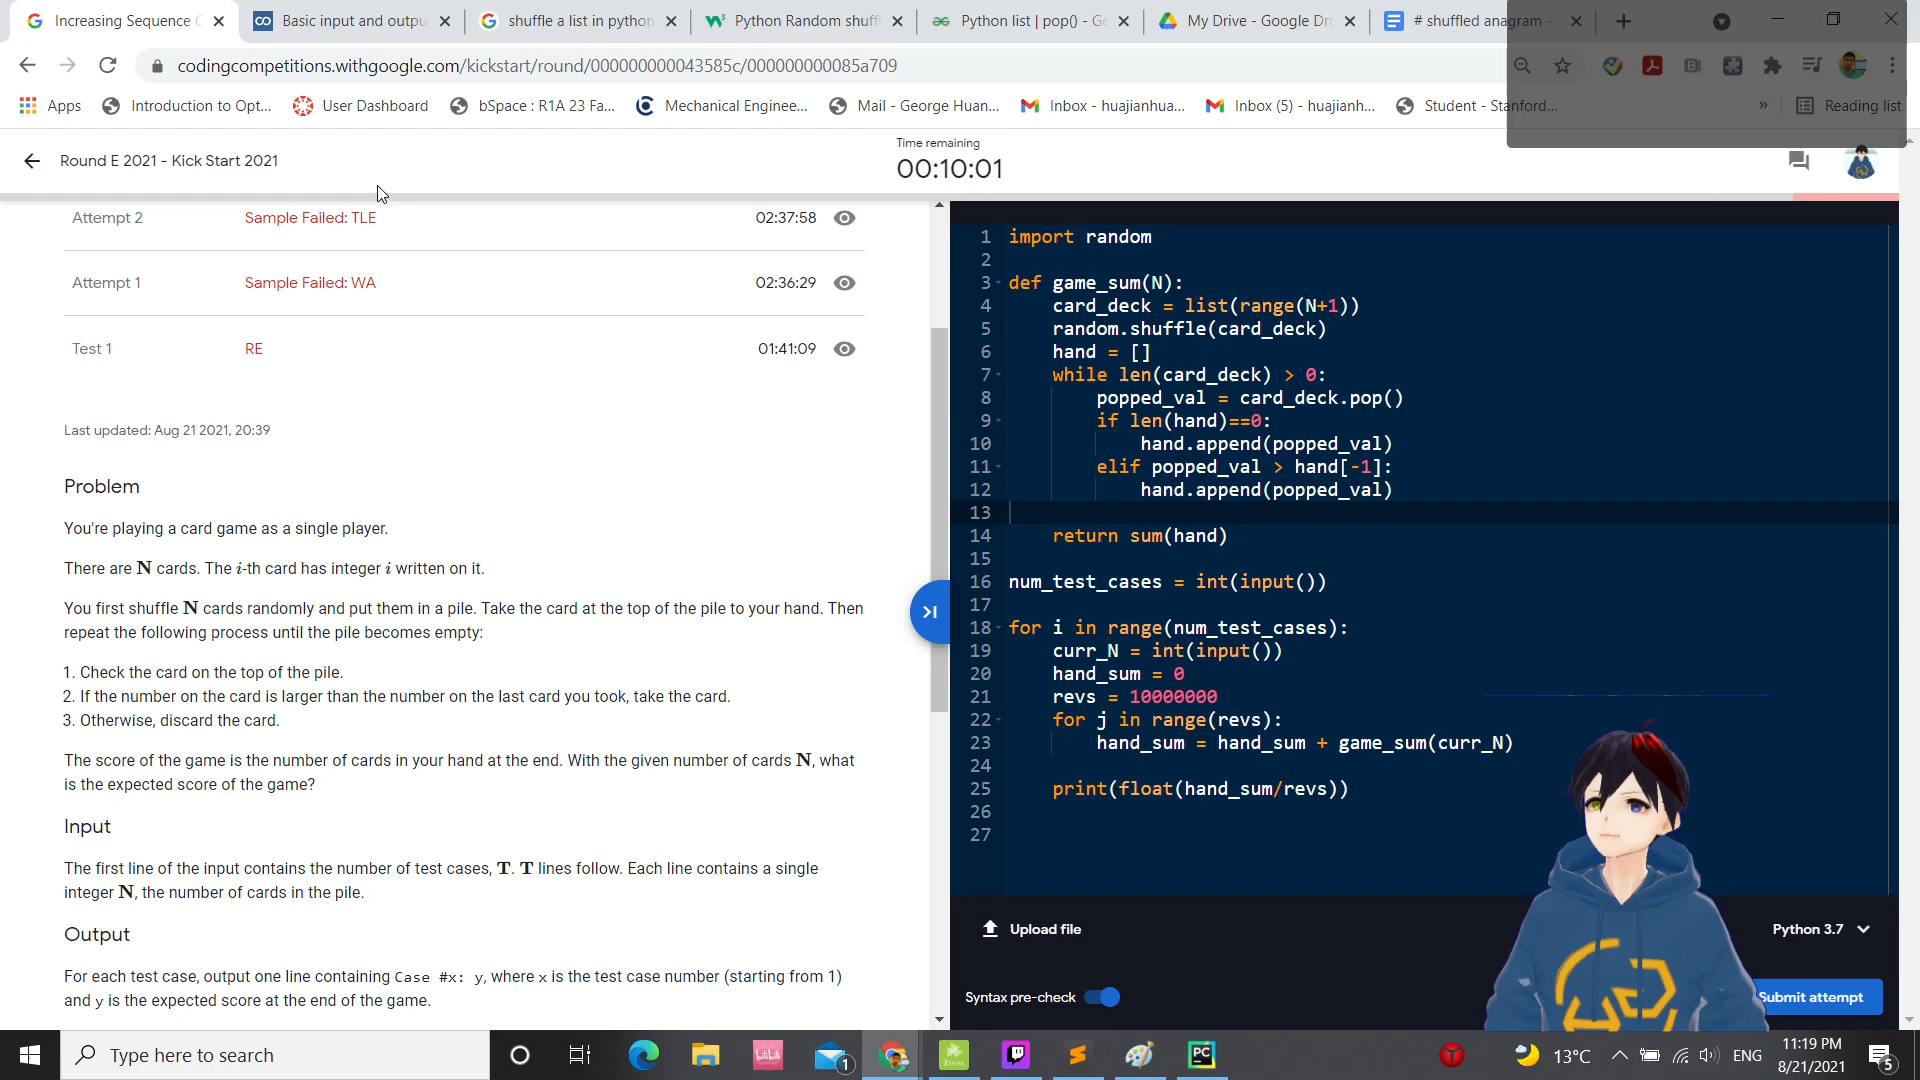 Increasing Sequence C
Basic input and outpu
shuffle a list in python
Python Random shuffl
Python list | pop() - Ge
My Drive - Google Dri
# shuffled anagram -
codingcompetitions.withgoogle.com/kickstart/round/000000000043585c/000000000085a709
Apps
Introduction to Opt...
User Dashboard
bSpace : R1A 23 Fa...
Mechanical Enginee...
Mail - George Huan...
Inbox - huajianhua...
Inbox (5) - huajianh...
Student - Stanford...
»
Reading list
Round E 2021 - Kick Start 2021
Time remaining
00:10:01
Attempt 2 Sample Failed: TLE 02:37:58
Attempt 1 Sample Failed: WA 02:36:29
Test 1 RE 01:41:09
Last updated: Aug 21 2021, 20:39
Problem
You're playing a card game as a single player.
There are N cards. The i-th card has integer i written on it.
You first shuffle N cards randomly and put them in a pile. Take the card at the top of the pile to your hand. Then
repeat the following process until the pile becomes empty:
1. Check the card on the top of the pile.
2. If the number on the card is larger than the number on the last card you took, take the card.
3. Otherwise, discard the card.
The score of the game is the number of cards in your hand at the end. With the given number of cards N, what
is the expected score of the game?
Input
The first line of the input contains the number of test cases, T. T lines follow. Each line contains a single
integer N, the number of cards in the pile.
Output
For each test case, output one line containing Case #x: y, where x is the test case number (starting from 1)
and y is the expected score at the end of the game.
1 import random
2
3 def game_sum(N):
4 card_deck = list(range(N+1))
5 random.shuffle(card_deck)
6 hand = []
7 while len(card_deck) > 0:
8 popped_val = card_deck.pop()
9 if len(hand)==0:
10 hand.append(popped_val)
11 elif popped_val > hand[-1]:
12 hand.append(popped_val)
13
14 return sum(hand)
15
16 num_test_cases = int(input())
17
18 for i in range(num_test_cases):
19 curr_N = int(input())
20 hand_sum = 0
21 revs = 10000000
22 for j in range(revs):
23 hand_sum = hand_sum + game_sum(curr_N)
24
25 print(float(hand_sum/revs))
26
27
Upload file
Python 3.7
Syntax pre-check
Submit attempt
Type here to search
1
PC
13°C
ENG
11:19 PM
8/21/2021
5